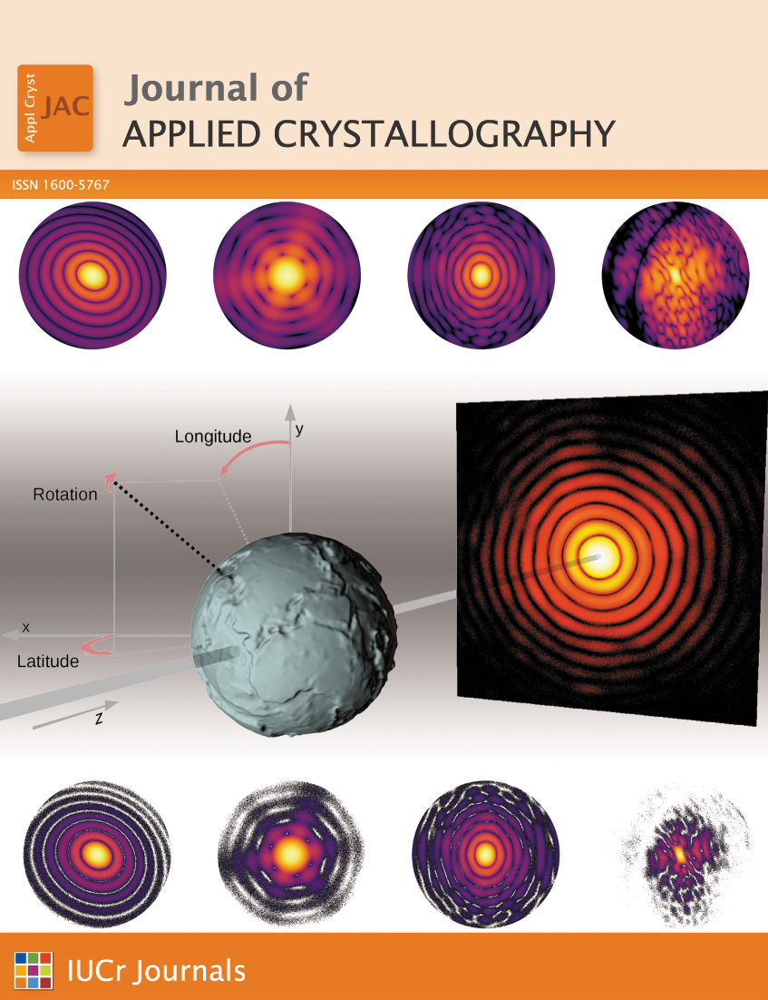 Appl Cryst
JAC
Journal of
APPLIED CRYSTALLOGRAPHY
ISSN 1600-5767
Longitude
y
Rotation
x
Latitude
z
IUCr Journals